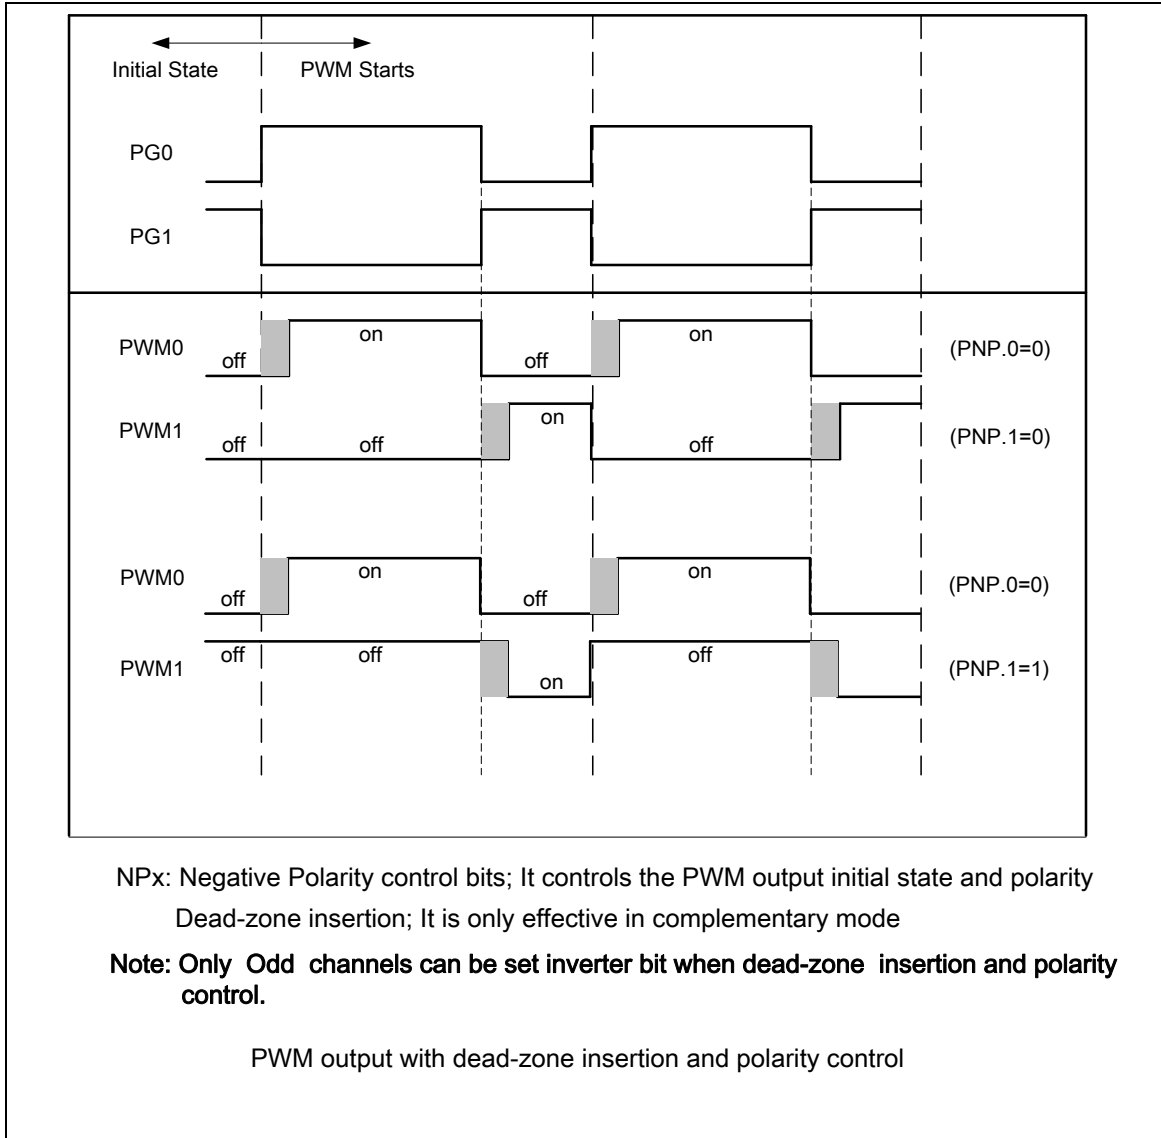 Initial State PWM Starts
PG0
PG1
PWM0 off on off on (PNP.0=0)
PWM1 off off on off (PNP.1=0)
PWM0 off on off on (PNP.0=0)
PWM1 off off on off (PNP.1=1)
NPx: Negative Polarity control bits; It controls the PWM output initial state and polarity
Dead-zone insertion; It is only effective in complementary mode
Note: Only Odd channels can be set inverter bit when dead-zone insertion and polarity
control.
PWM output with dead-zone insertion and polarity control